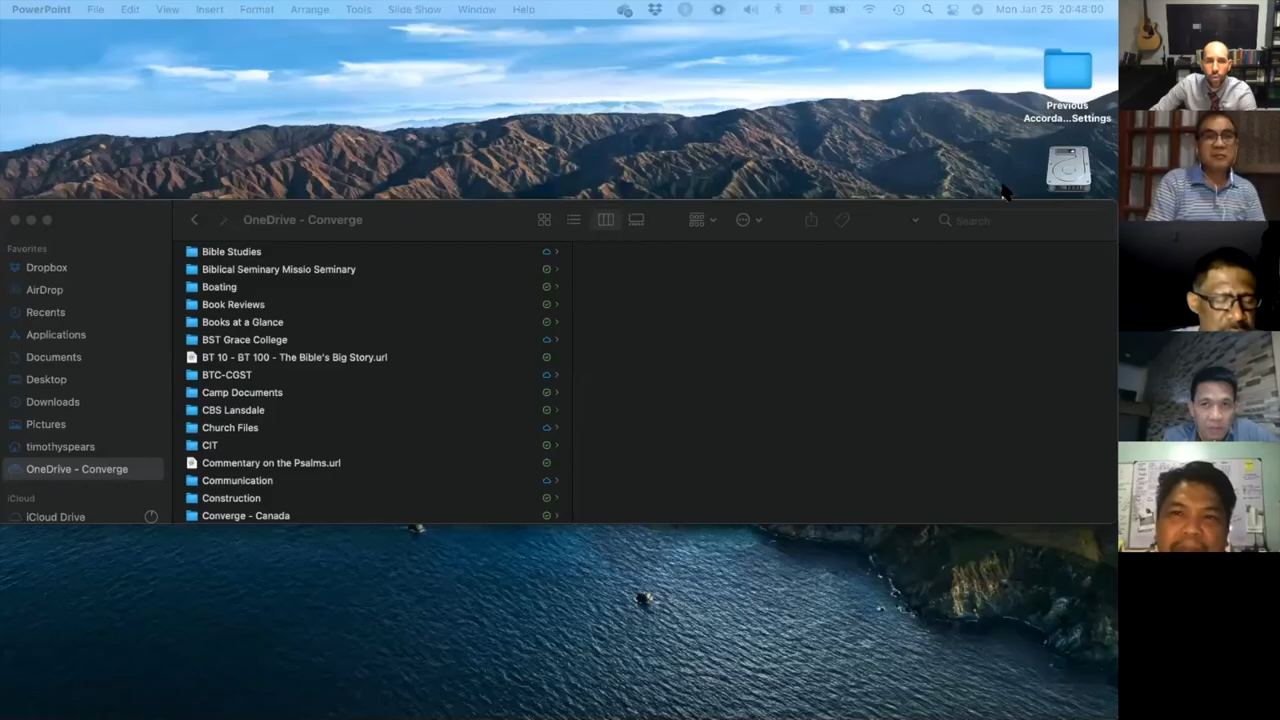 PowerPoint File Edit View Insert Format Arrange Tools Slide Show Window Help Mon Jan 25 20:48:00
Previous
Accorda...Settings
OneDrive - Converge
Search
Favorites
Dropbox
AirDrop
Recents
Applications
Documents
Desktop
Downloads
Pictures
timothyspears
OneDrive - Converge
iCloud
iCloud Drive
Bible Studies
Biblical Seminary Missio Seminary
Boating
Book Reviews
Books at a Glance
BST Grace College
BT 10 - BT 100 - The Bible's Big Story.url
BTC-CGST
Camp Documents
CBS Lansdale
Church Files
CIT
Commentary on the Psalms.url
Communication
Construction
Converge - Canada